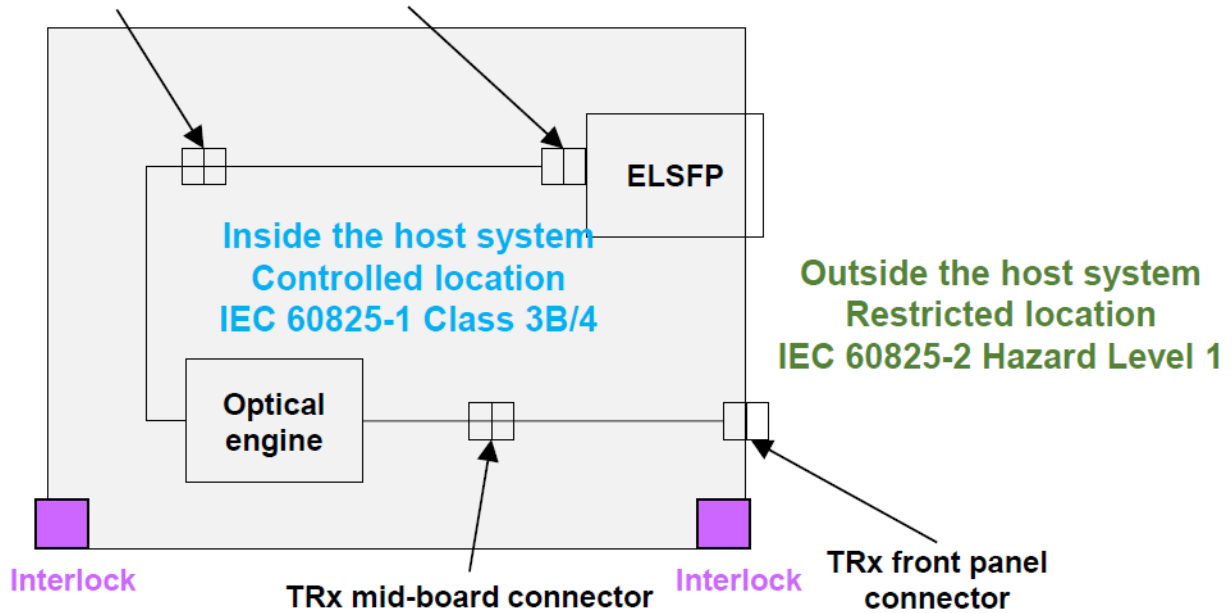 ELSFP
Inside the host system
Controlled location
IEC 60825-1 Class 3B/4
Outside the host system
Restricted location
IEC 60825-2 Hazard Level 1
Optical
engine
Interlock
TRx mid-board connector
Interlock
TRx front panel
connector